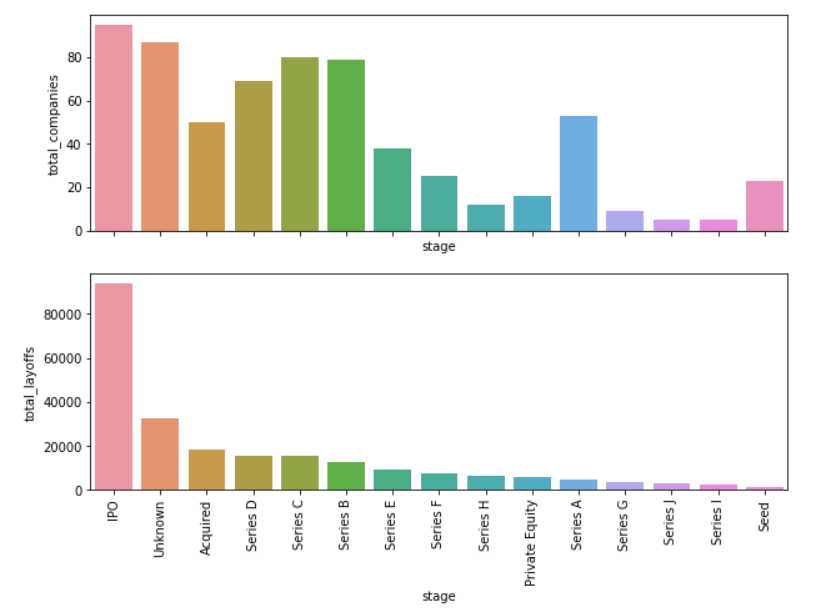 total_companies
80
60
40
20
0
stage
total_layoffs
80000
60000
40000
20000
0
IPO
Unknown
Acquired
Series D
Series C
Series B
Series E
Series F
Series H
Private Equity
Series A
Series G
Series J
Series I
Seed
stage